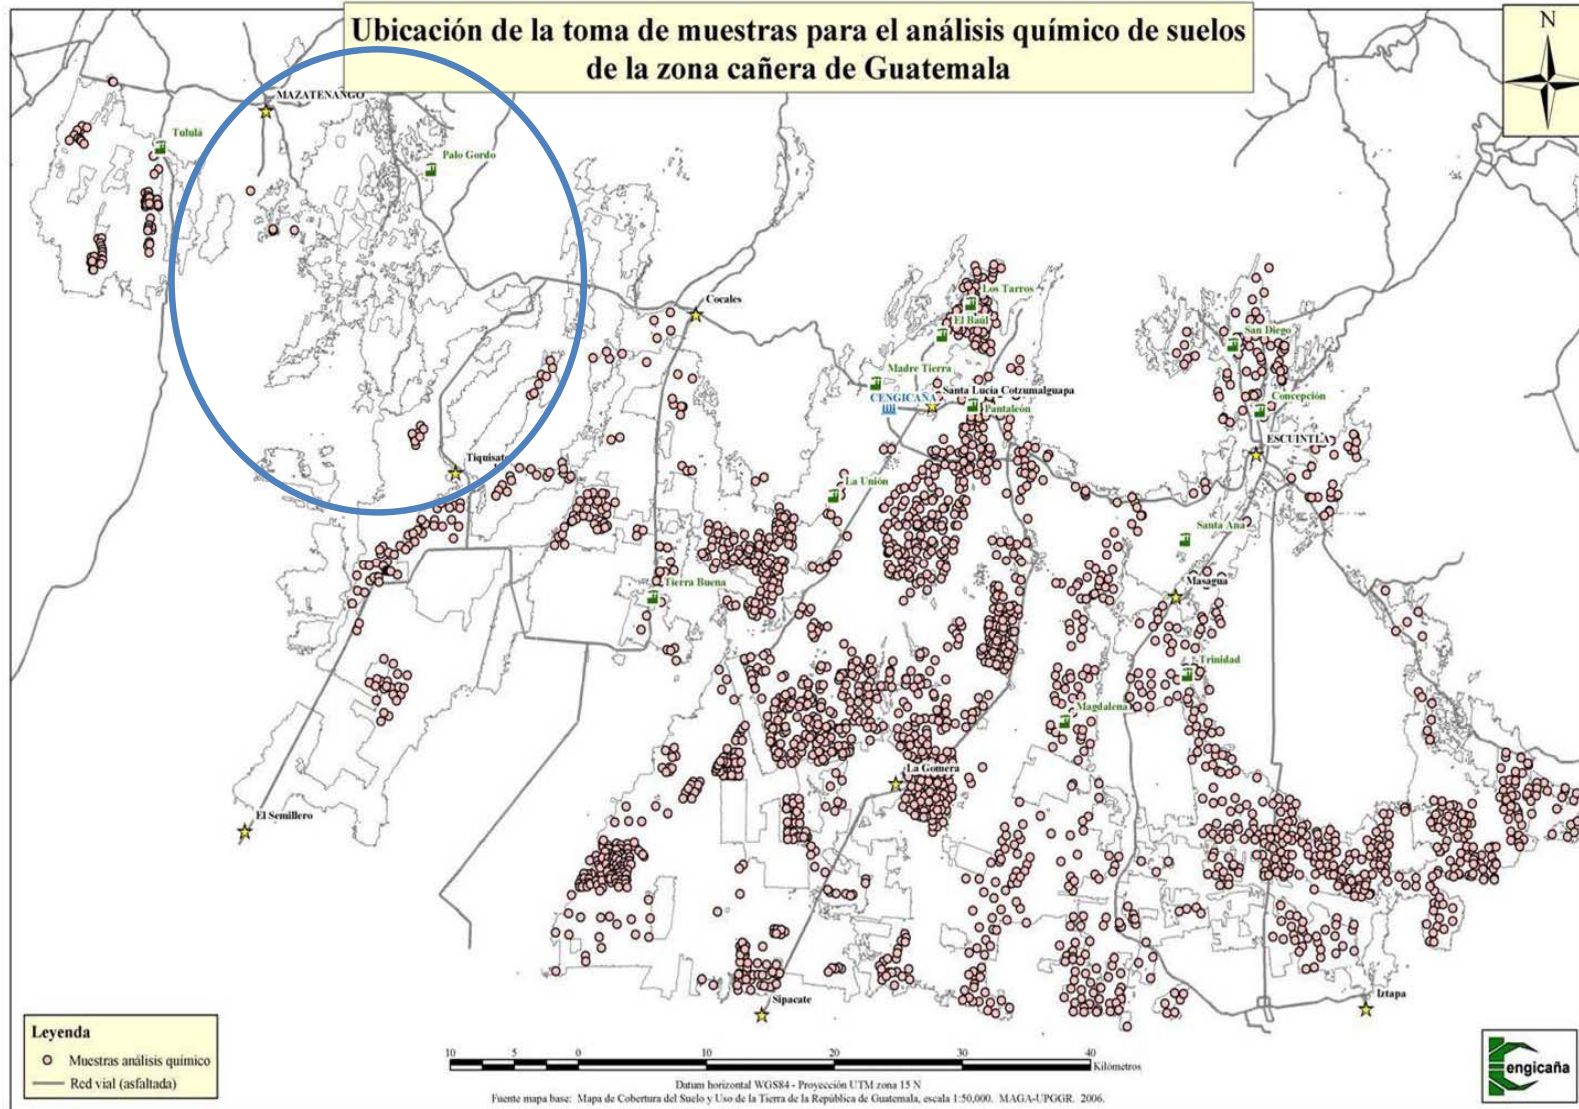 Ubicación de la toma de muestras para el análisis químico de suelos
de la zona cañera de Guatemala
N
MAZATENANGO
Tululá
Palo Gordo
Cocales
Los Tarros
El Baúl
San Diego
Madre Tierra
CENGICAÑA
Santa Lucía Cotzumalguapa
Pantaleón
Concepción
ESCUINTLA
Tiquisate
La Unión
Santa Ana
Tierra Buena
Masagua
Trinidad
Magdalena
La Gomera
El Semillero
Sipacate
Iztapa
Leyenda
Muestras análisis químico
Red vial (asfaltada)
10 5 0 10 20 30 40
Kilómetros
Datum horizontal WGS84 - Proyección UTM zona 15 N
Fuente mapa base: Mapa de Cobertura del Suelo y Uso de la Tierra de la República de Guatemala, escala 1:50,000. MAGA-UPGGR. 2006.
engicaña